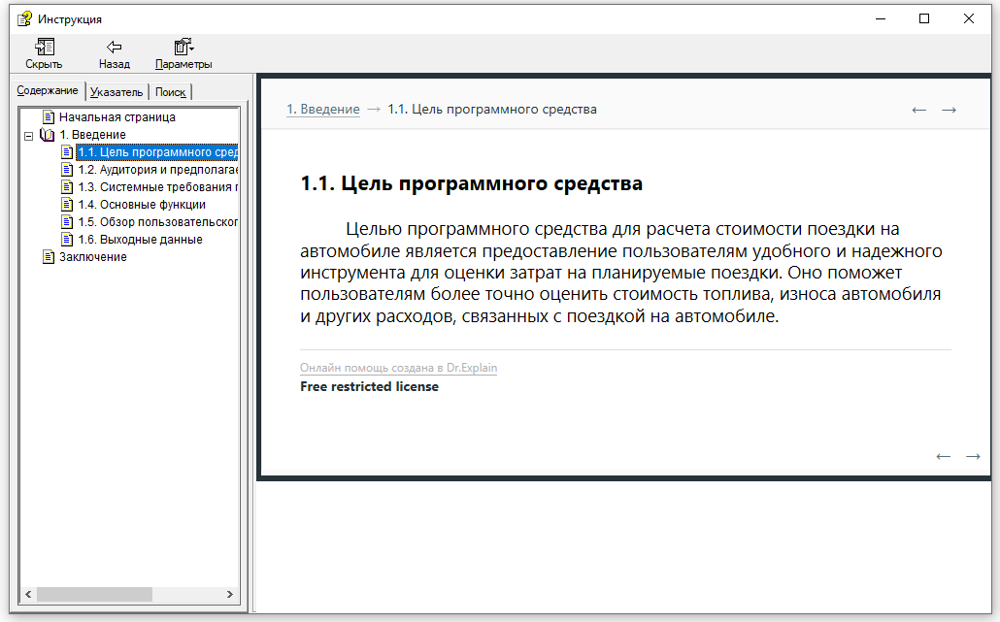 Инструкция
Скрыть Назад Параметры
Содержание Указатель Поиск
Начальная страница
1. Введение
1.1. Цель программного сред
1.2. Аудитория и предполагае
1.3. Системные требования
1.4. Основные функции
1.5. Обзор пользовательског
1.6. Выходные данные
Заключение
1. Введение → 1.1. Цель программного средства ← →
1.1. Цель программного средства
Целью программного средства для расчета стоимости поездки на
автомобиле является предоставление пользователям удобного и надежного
инструмента для оценки затрат на планируемые поездки. Оно поможет
пользователям более точно оценить стоимость топлива, износа автомобиля
и других расходов, связанных с поездкой на автомобиле.
Онлайн помощь создана в Dr.Explain
Free restricted license
← →